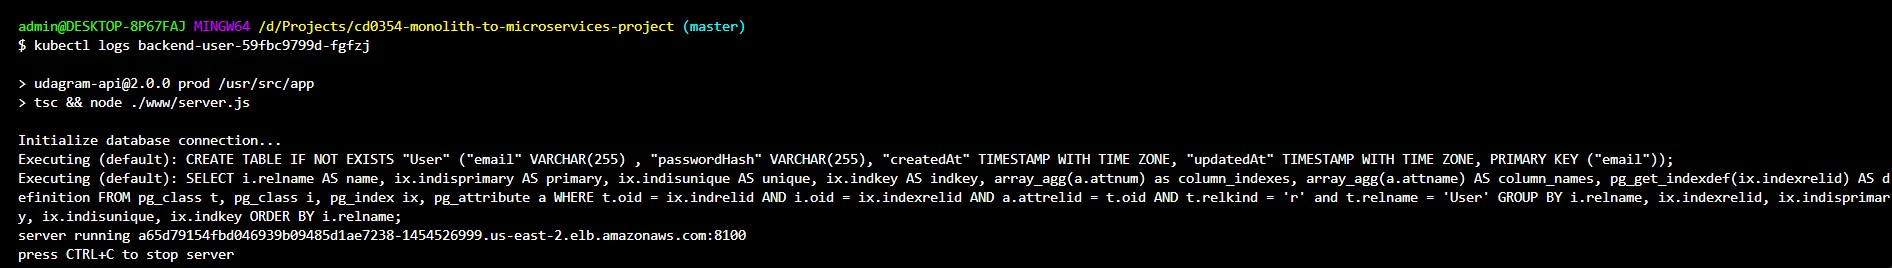 admin@DESKTOP-8P67FAJ MINGW64 /d/Projects/cd0354-monolith-to-microservices-project (master)
$ kubectl logs backend-user-59fbc9799d-fgfzj
> udagram-api@2.0.0 prod /usr/src/app
> tsc && node ./www/server.js
Initialize database connection...
Executing (default): CREATE TABLE IF NOT EXISTS "User" ("email" VARCHAR(255) , "passwordHash" VARCHAR(255), "createdAt" TIMESTAMP WITH TIME ZONE, "updatedAt" TIMESTAMP WITH TIME ZONE, PRIMARY KEY ("email"));
Executing (default): SELECT i.relname AS name, ix.indisprimary AS primary, ix.indisunique AS unique, ix.indkey AS indkey, array_agg(a.attnum) as column_indexes, array_agg(a.attname) AS column_names, pg_get_indexdef(ix.indexrelid) AS d
efinition FROM pg_class t, pg_class i, pg_index ix, pg_attribute a WHERE t.oid = ix.indrelid AND i.oid = ix.indexrelid AND a.attrelid = t.oid AND t.relkind = 'r' and t.relname = 'User' GROUP BY i.relname, ix.indexrelid, ix.indisprimar
y, ix.indisunique, ix.indkey ORDER BY i.relname;
server running a65d79154fbd046939b09485d1ae7238-1454526999.us-east-2.elb.amazonaws.com:8100
press CTRL+C to stop server